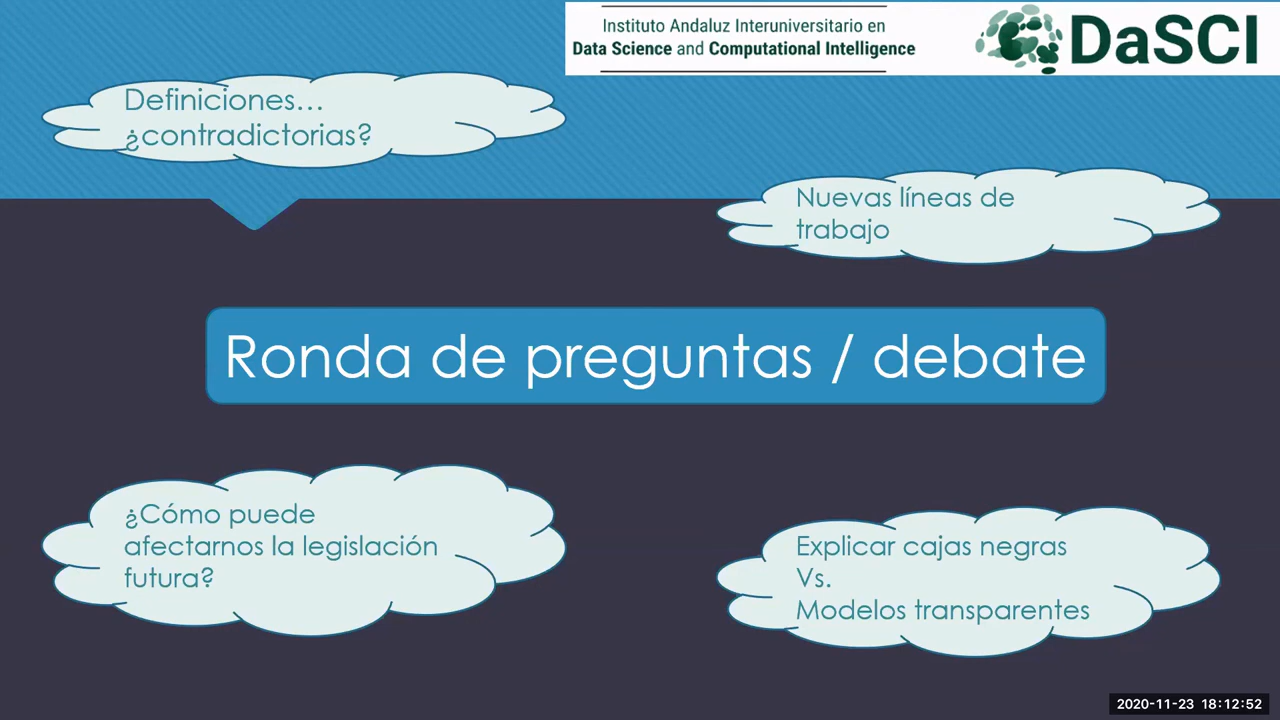 Instituto Andaluz Interuniversitario en
Data Science and Computational Intelligence
DaSCI
Definiciones…
¿contradictorias?
Nuevas líneas de
trabajo
Ronda de preguntas / debate
¿Cómo puede
afectarnos la legislación
futura?
Explicar cajas negras
Vs.
Modelos transparentes
2020-11-23 18:12:52